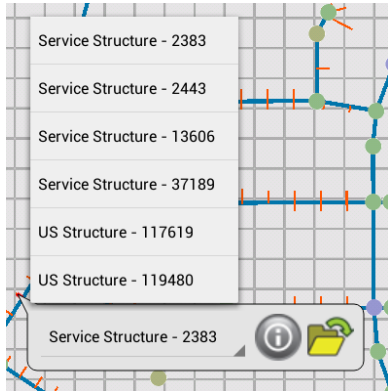 Service Structure - 2383
Service Structure - 2443
Service Structure - 13606
Service Structure - 37189
US Structure - 117619
US Structure - 119480
Service Structure - 2383